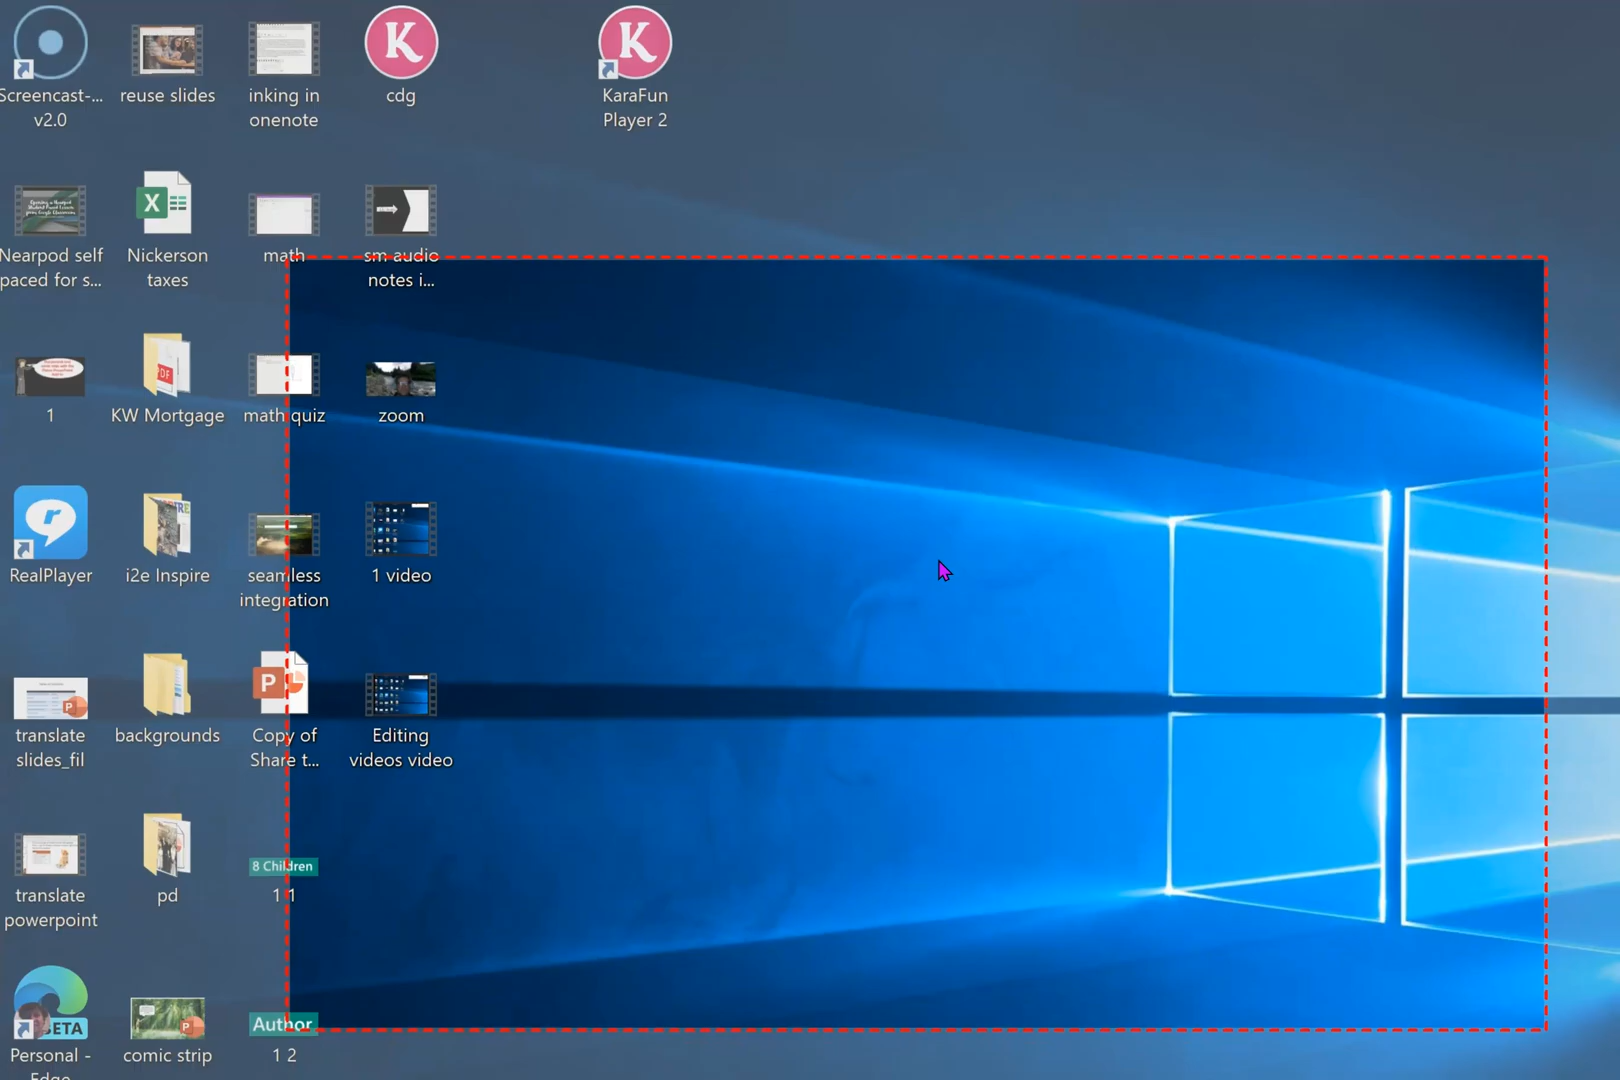 Screencast-...
v2.0
reuse slides
inking in
onenote
K
cdg
K
KaraFun
Player 2
Nearpod self
paced for s...
X
Nickerson
taxes
math
sm audio
notes i...
1
PDF
KW Mortgage
math quiz
zoom
RealPlayer
i2e Inspire
seamless
integration
1 video
P
translate
slides_fil
backgrounds
P
Copy of
Share t...
Editing
videos video
translate
powerpoint
pd
8 Children
1 1
BETA
Personal -
Edge
P
comic strip
Author
1 2